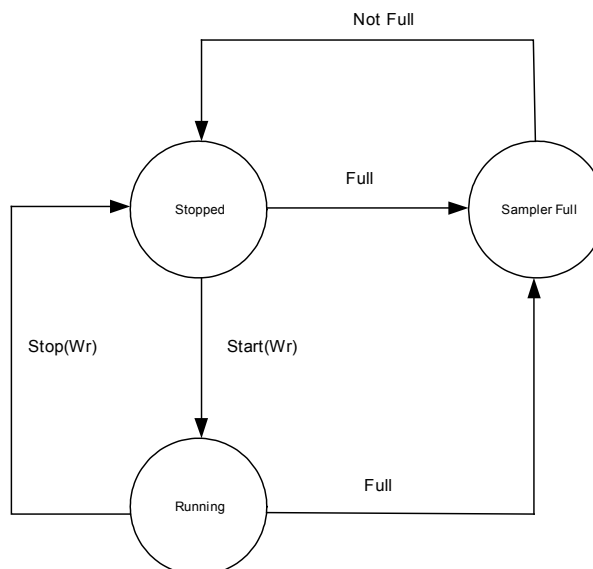 Not Full
Full
Stopped
Sampler Full
Stop(Wr)
Start(Wr)
Full
Running